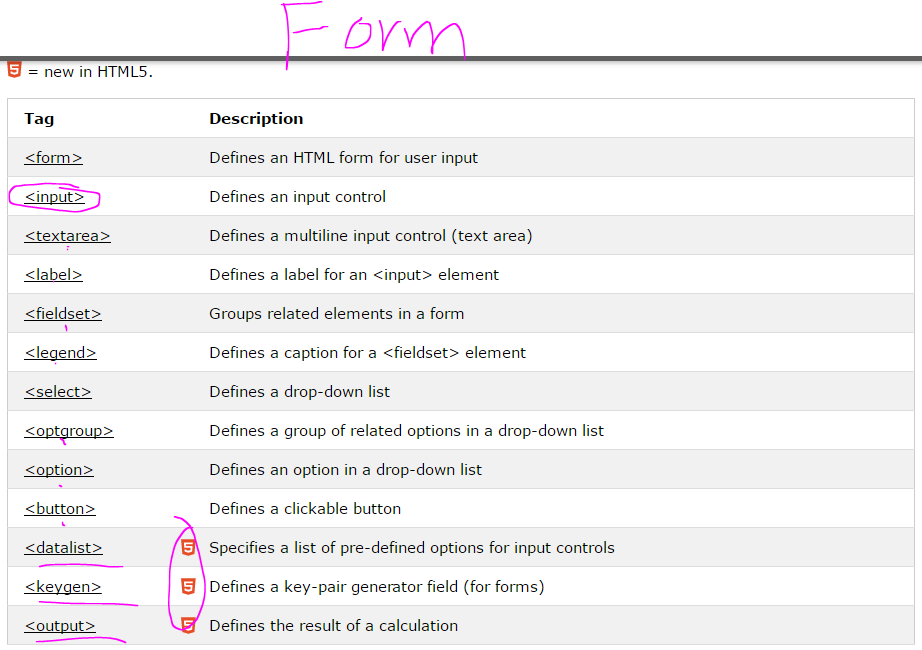 Form
5 = new in HTML5.
Tag Description
<form> Defines an HTML form for user input
<input> Defines an input control
<textarea> Defines a multiline input control (text area)
<label> Defines a label for an <input> element
<fieldset> Groups related elements in a form
<legend> Defines a caption for a <fieldset> element
<select> Defines a drop-down list
<optgroup> Defines a group of related options in a drop-down list
<option> Defines an option in a drop-down list
<button> Defines a clickable button
<datalist> 5 Specifies a list of pre-defined options for input controls
<keygen> 5 Defines a key-pair generator field (for forms)
<output> 5 Defines the result of a calculation